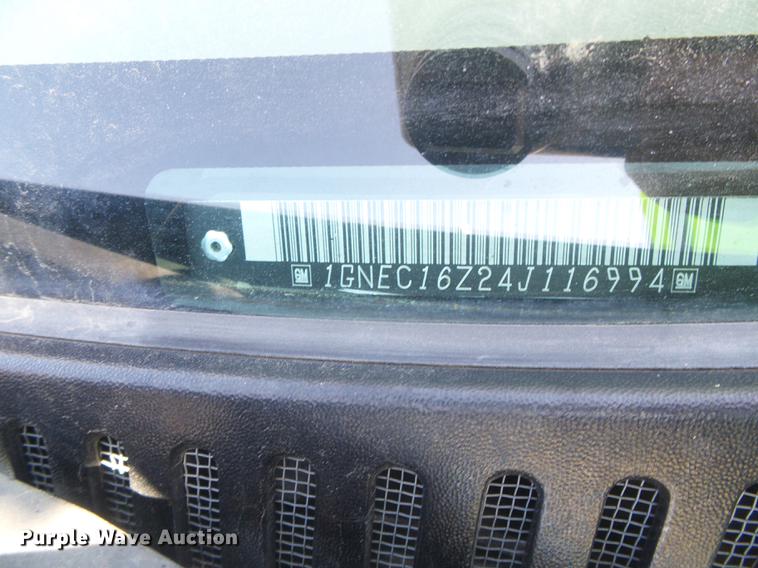 GM 1GNEC16Z24J116994 GM
Purple Wave Auction